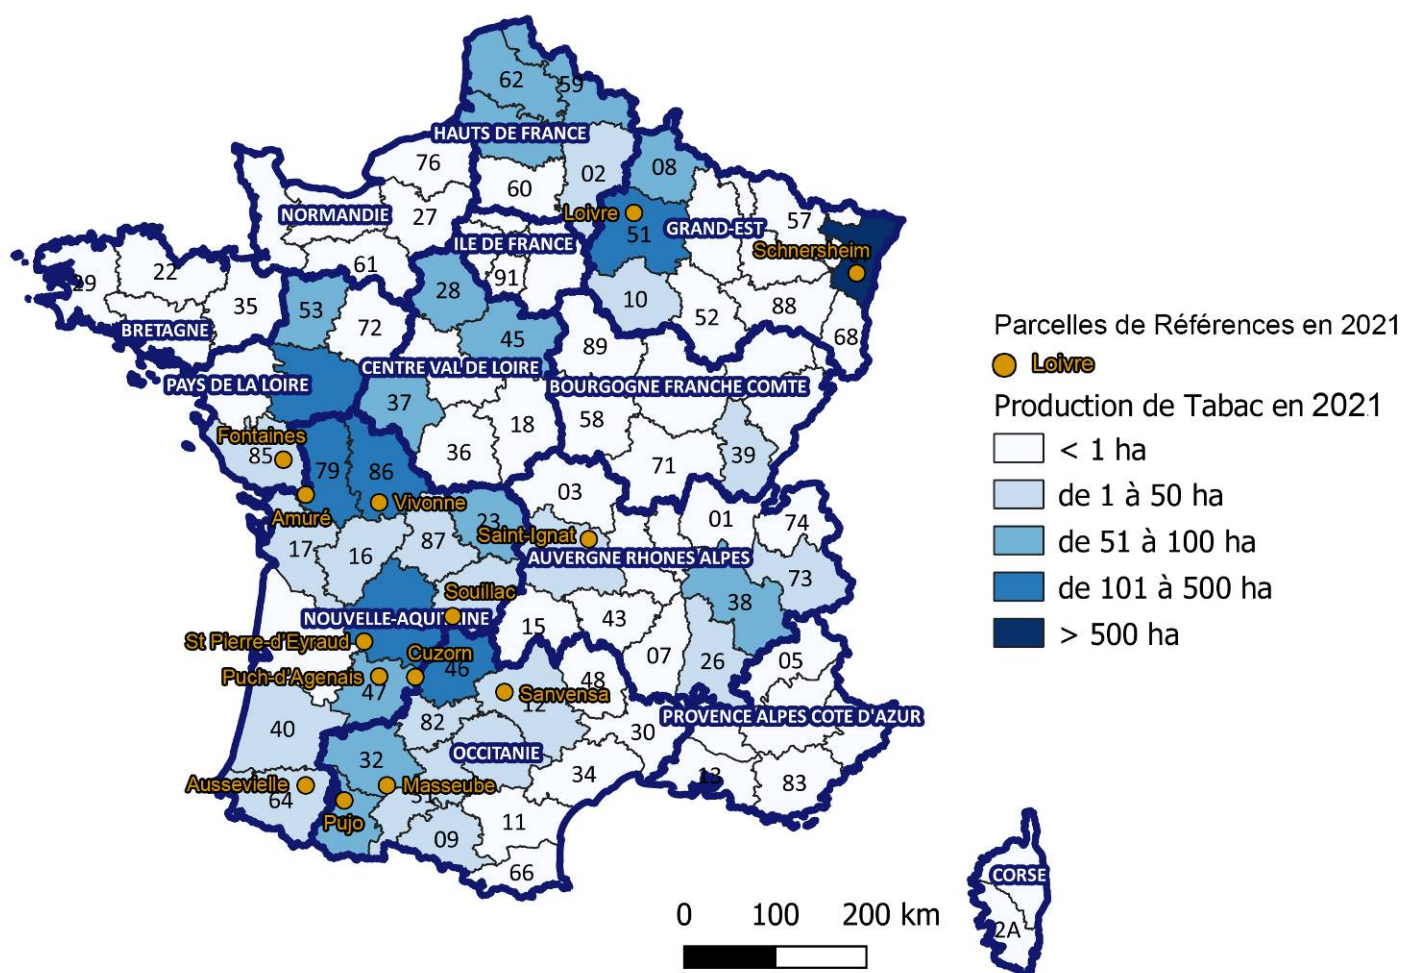 62
59
HAUTS DE FRANCE
76
02
08
60
57
NORMANDIE
27
Loivre
51
GRAND-EST
ILE DE FRANCE
Schnersheim
22
61
91
29
28
10
88
35
53
52
BRETAGNE
72
45
68
89
CENTRE VAL DE LOIRE
PAYS DE LA LOIRE
BOURGOGNE FRANCHE COMTE
37
18
58
Fontaines
85
36
39
79
86
71
03
Vivonne
Amuré
23
01
74
Saint-Ignat
17
16
87
AUVERGNE RHONES ALPES
73
Souillac
38
NOUVELLE-AQUITAINE
43
15
St Pierre-d'Eyraud
Cuzorn
46
07
26
05
Puch-d'Agenais
47
48
Sanvensa
12
PROVENCE ALPES COTE D'AZUR
40
82
30
OCCITANIE
32
34
13
83
Aussevielle
64
Masseube
31
Pujo
09
11
66
CORSE
2A
Parcelles de Références en 2021
Loivre
Production de Tabac en 2021
< 1 ha
de 1 à 50 ha
de 51 à 100 ha
de 101 à 500 ha
> 500 ha
0 100 200 km